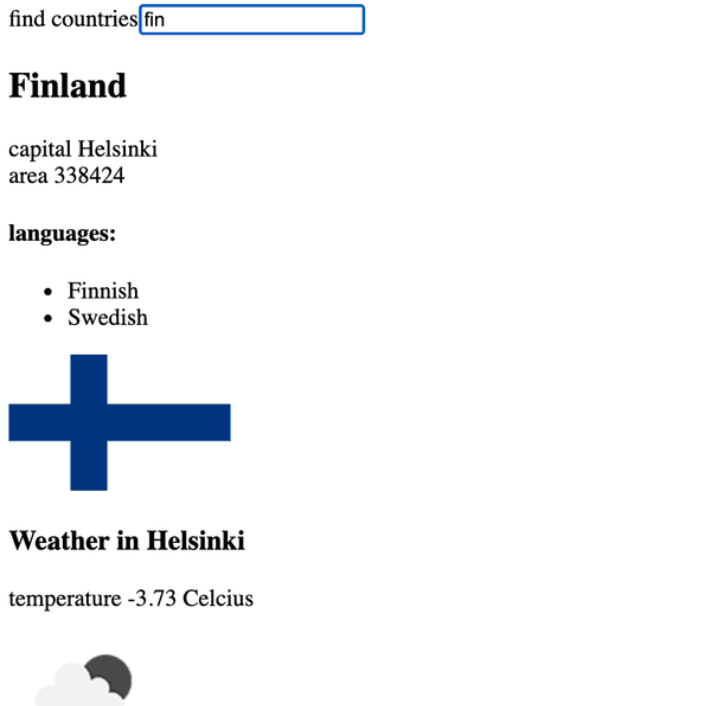 find countries fin
Finland
capital Helsinki
area 338424
languages:
Finnish
Swedish
Weather in Helsinki
temperature -3.73 Celcius